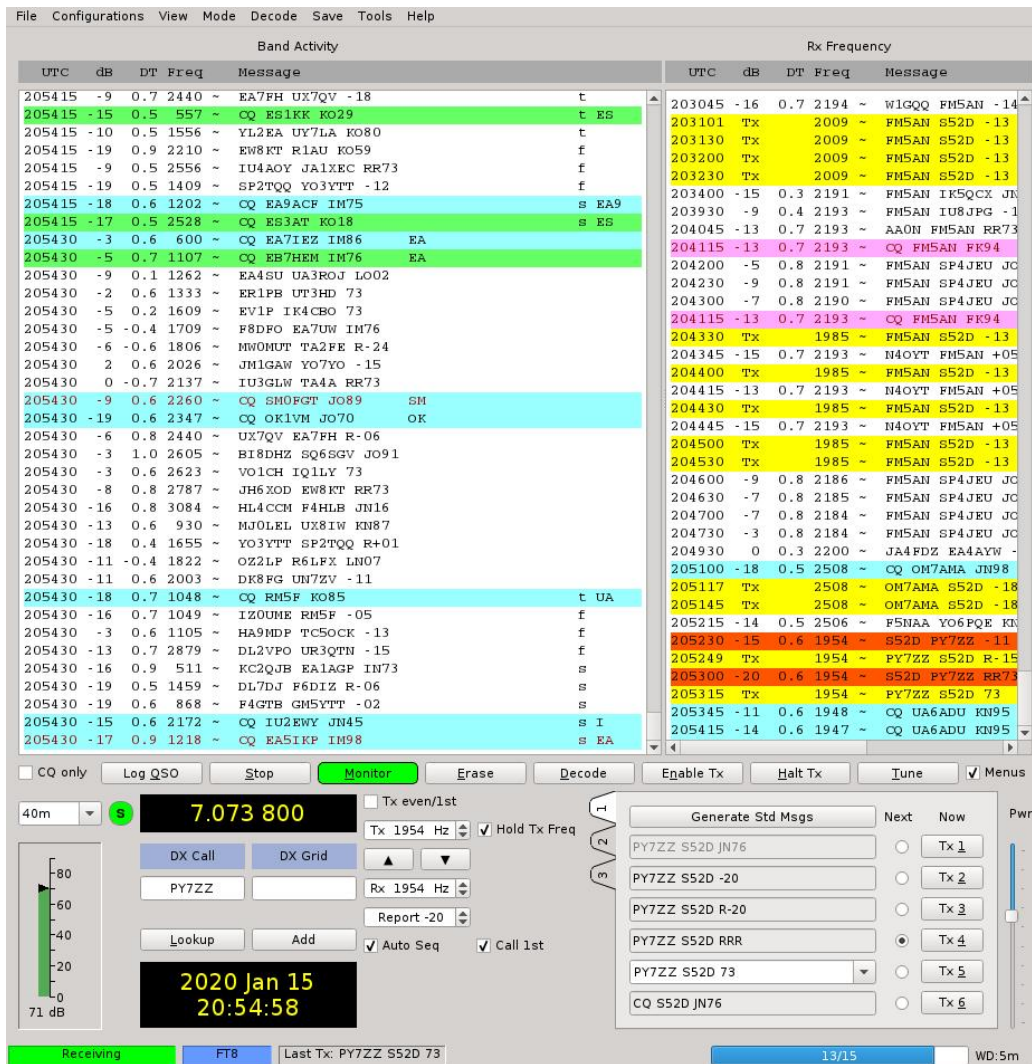 File Configurations View Mode Decode Save Tools Help
Band Activity
UTC dB DT Freq Message
205415 -9 0.7 2440 ~ EA7FH UX7QV -18 t
205415 -15 0.5 557 ~ CQ ES1KK KO29 t ES
205415 -10 0.5 1556 ~ YL2EA UY7LA KO80 t
205415 -19 0.9 2210 ~ EW8KT R1AU KO59 f
205415 -9 0.5 2556 ~ IU4AOY JA1XEC RR73 f
205415 -19 0.5 1409 ~ SP2TQQ YO3YTT -12 f
205415 -18 0.6 1202 ~ CQ EA9ACF IM75 s EA9
205415 -17 0.5 2528 ~ CQ ES3AT KO18 s ES
205430 -3 0.6 600 ~ CQ EA7IEZ IM86 EA
205430 -5 0.7 1107 ~ CQ EB7HEM IM76 EA
205430 -9 0.1 1262 ~ EA4SU UA3ROJ LO02
205430 -2 0.6 1333 ~ ER1PB UT3HD 73
205430 -5 0.2 1609 ~ EV1P IK4CBO 73
205430 -5 -0.4 1709 ~ F8DFO EA7UW IM76
205430 -6 -0.6 1806 ~ MW0MUT TA2FE R-24
205430 2 0.6 2026 ~ JM1GAW YO7YO -15
205430 0 -0.7 2137 ~ IU3GLW TA4A RR73
205430 -9 0.6 2260 ~ CQ SM0FGT JO89 SM
205430 -19 0.6 2347 ~ CQ OK1VM JO70 OK
205430 -6 0.8 2440 ~ UX7QV EA7FH R-06
205430 -3 1.0 2605 ~ BI8DHZ SQ6SGV JO91
205430 -3 0.6 2623 ~ VO1CH IQ1LY 73
205430 -8 0.8 2787 ~ JH6XOD EW8KT RR73
205430 -16 0.8 3084 ~ HL4CCM F4HLB JN16
205430 -13 0.6 930 ~ MJ0LEL UX8IW KN87
205430 -18 0.4 1655 ~ YO3YTT SP2TQQ R+01
205430 -11 -0.4 1822 ~ OZ2LP R6LFX LN07
205430 -11 0.6 2003 ~ DK8FG UN7ZV -11
205430 -18 0.7 1048 ~ CQ RM5F KO85 t UA
205430 -16 0.7 1049 ~ IZ0UME RM5F -05 f
205430 -3 0.6 1105 ~ HA9MDP TC50CK -13 f
205430 -13 0.7 2879 ~ DL2VPO UR3QTN -15 f
205430 -16 0.9 511 ~ KC2QJB EA1AGP IN73 s
205430 -19 0.5 1459 ~ DL7DJ F6DIZ R-06 s
205430 -19 0.6 868 ~ F4GTB GM5YTT -02 s
205430 -15 0.6 2172 ~ CQ IU2EWY JN45 s I
205430 -17 0.9 1218 ~ CQ EA5IKP IM98 s EA
Rx Frequency
UTC dB DT Freq Message
203045 -16 0.7 2194 ~ W1GQQ FM5AN -14
203101 Tx 2009 ~ FM5AN S52D -13
203130 Tx 2009 ~ FM5AN S52D -13
203200 Tx 2009 ~ FM5AN S52D -13
203230 Tx 2009 ~ FM5AN S52D -13
203400 -15 0.3 2191 ~ FM5AN IK5QCX JN
203930 -9 0.4 2193 ~ FM5AN IU8JPG -1
204045 -13 0.7 2193 ~ AA0N FM5AN RR73
204115 -13 0.7 2193 ~ CQ FM5AN FK94
204200 -5 0.8 2191 ~ FM5AN SP4JEU JO
204230 -9 0.8 2191 ~ FM5AN SP4JEU JO
204300 -7 0.8 2190 ~ FM5AN SP4JEU JO
204115 -13 0.7 2193 ~ CQ FM5AN FK94
204330 Tx 1985 ~ FM5AN S52D -13
204345 -15 0.7 2193 ~ N4OYT FM5AN +05
204400 Tx 1985 ~ FM5AN S52D -13
204415 -13 0.7 2193 ~ N4OYT FM5AN +05
204430 Tx 1985 ~ FM5AN S52D -13
204445 -15 0.7 2193 ~ N4OYT FM5AN +05
204500 Tx 1985 ~ FM5AN S52D -13
204530 Tx 1985 ~ FM5AN S52D -13
204600 -9 0.8 2186 ~ FM5AN SP4JEU JO
204630 -7 0.8 2185 ~ FM5AN SP4JEU JO
204700 -7 0.8 2184 ~ FM5AN SP4JEU JO
204730 -3 0.8 2184 ~ FM5AN SP4JEU JO
204930 0 0.3 2200 ~ JA4FDZ EA4AYW -
205100 -18 0.5 2508 ~ CQ OM7AMA JN98
205117 Tx 2508 ~ OM7AMA S52D -18
205145 Tx 2508 ~ OM7AMA S52D -18
205215 -14 0.5 2506 ~ F5NAA YO6PQE KN
205230 -15 0.6 1954 ~ S52D PY7ZZ -11
205249 Tx 1954 ~ PY7ZZ S52D R-15
205300 -20 0.6 1954 ~ S52D PY7ZZ RR73
205315 Tx 1954 ~ PY7ZZ S52D 73
205345 -11 0.6 1948 ~ CQ UA6ADU KN95
205415 -14 0.6 1947 ~ CQ UA6ADU KN95
CQ only Log QSO Stop Monitor Erase Decode Enable Tx Halt Tx Tune Menus
40m S 7.073 800
DX Call DX Grid
PY7ZZ
Lookup Add
2020 Jan 15
20:54:58
80
60
40
20
0
71 dB
Tx even/1st
Tx 1954 Hz Hold Tx Freq
Rx 1954 Hz
Report -20
Auto Seq Call 1st
1
2
3
Generate Std Msgs Next Now
PY7ZZ S52D JN76 Tx 1
PY7ZZ S52D -20 Tx 2
PY7ZZ S52D R-20 Tx 3
PY7ZZ S52D RRR Tx 4
PY7ZZ S52D 73 Tx 5
CQ S52D JN76 Tx 6
Pwr
Receiving FT8 Last Tx: PY7ZZ S52D 73 13/15 WD:5m